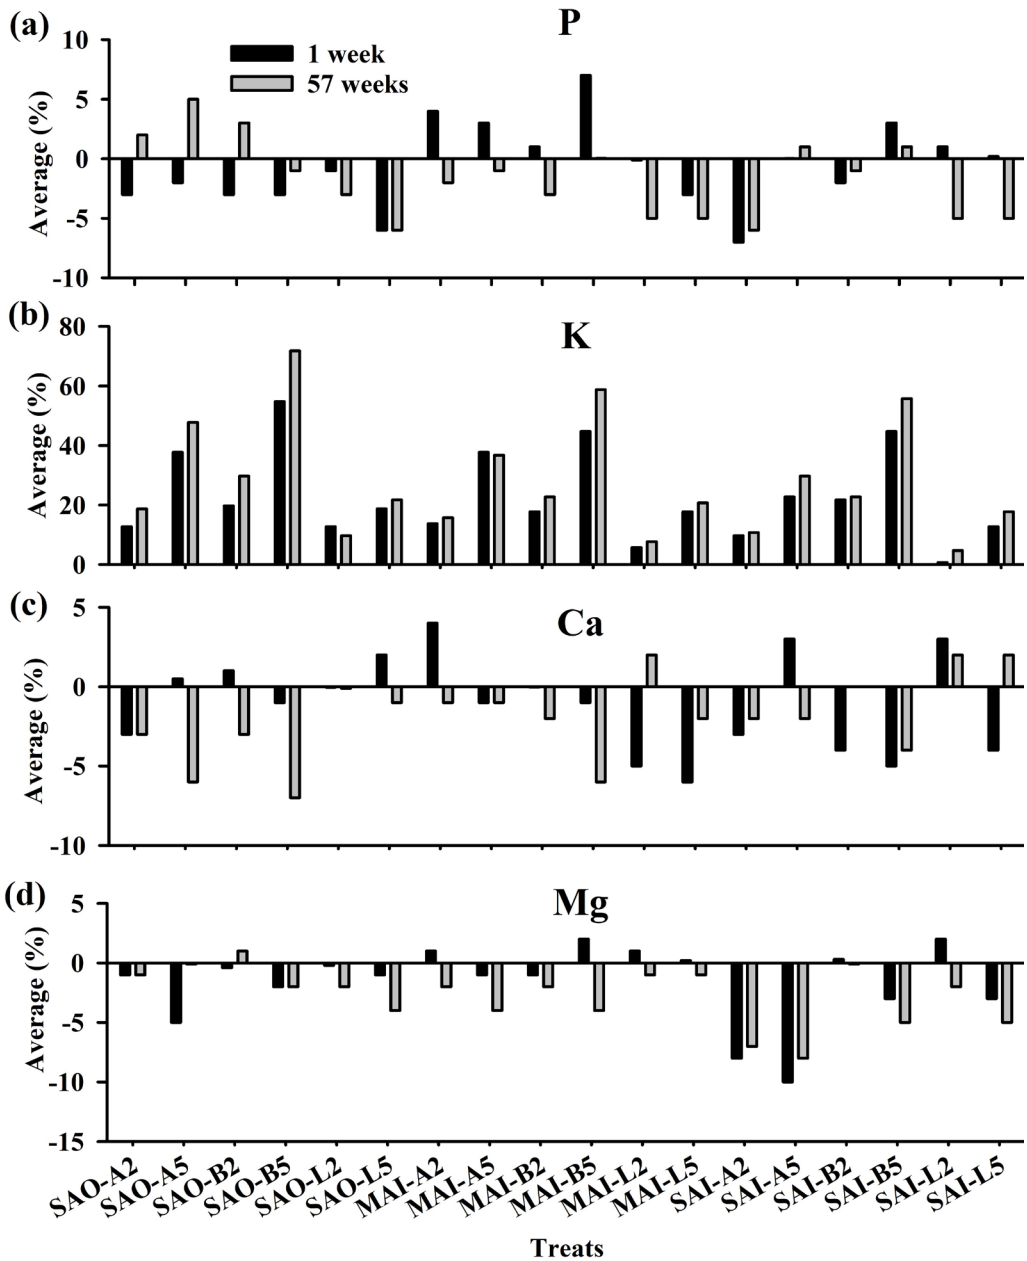 (a)
P
10
5
0
-5
-10
Average (%)
1 week
57 weeks
(b)
K
80
60
40
20
0
Average (%)
(c)
Ca
5
0
-5
-10
Average (%)
(d)
Mg
5
0
-5
-10
-15
Average (%)
SAO-A2
SAO-A5
SAO-B2
SAO-B5
SAO-L2
SAO-L5
MAI-A2
MAI-A5
MAI-B2
MAI-B5
MAI-L2
MAI-L5
SAI-A2
SAI-A5
SAI-B2
SAI-B5
SAI-L2
SAI-L5
Treats